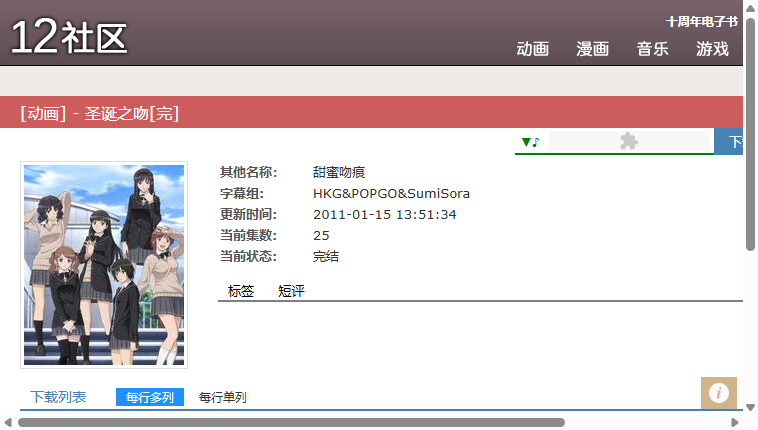 12社区
十周年电子书
动画 漫画 音乐 游戏
[动画] - 圣诞之吻[完]
▼♪
其他名称: 甜蜜吻痕
字幕组: HKG&POPGO&SumiSora
更新时间: 2011-01-15 13:51:34
当前集数: 25
当前状态: 完结
标签 短评
下载列表 每行多列 每行单列